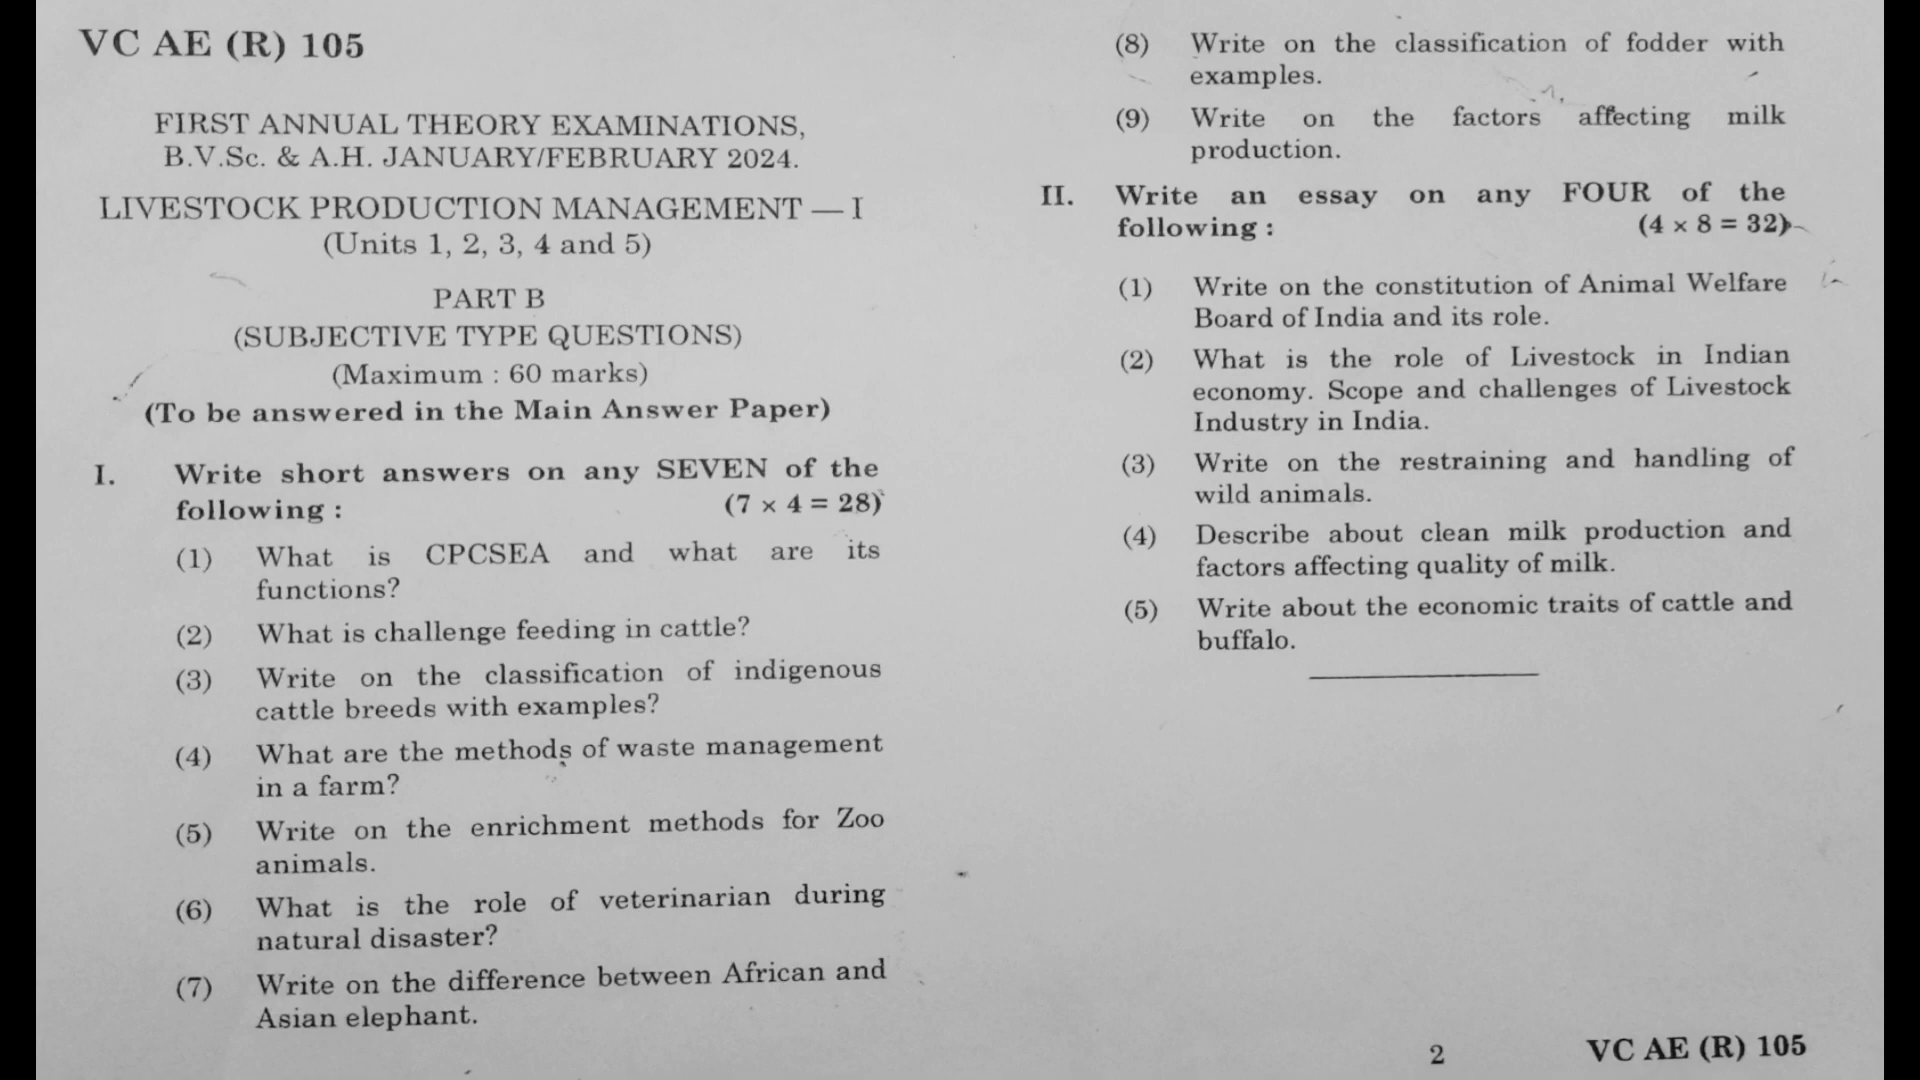 VC AE (R) 105
FIRST ANNUAL THEORY EXAMINATIONS,
B.V.Sc. & A.H. JANUARY/FEBRUARY 2024.
LIVESTOCK PRODUCTION MANAGEMENT — I
(Units 1, 2, 3, 4 and 5)
PART B
(SUBJECTIVE TYPE QUESTIONS)
(Maximum : 60 marks)
(To be answered in the Main Answer Paper)
I. Write short answers on any SEVEN of the
following : (7 × 4 = 28)
(1) What is CPCSEA and what are its
functions?
(2) What is challenge feeding in cattle?
(3) Write on the classification of indigenous
cattle breeds with examples?
(4) What are the methods of waste management
in a farm?
(5) Write on the enrichment methods for Zoo
animals.
(6) What is the role of veterinarian during
natural disaster?
(7) Write on the difference between African and
Asian elephant.
(8) Write on the classification of fodder with
examples.
(9) Write on the factors affecting milk
production.
II. Write an essay on any FOUR of the
following : (4 × 8 = 32)
(1) Write on the constitution of Animal Welfare
Board of India and its role.
(2) What is the role of Livestock in Indian
economy. Scope and challenges of Livestock
Industry in India.
(3) Write on the restraining and handling of
wild animals.
(4) Describe about clean milk production and
factors affecting quality of milk.
(5) Write about the economic traits of cattle and
buffalo.
2 VC AE (R) 105